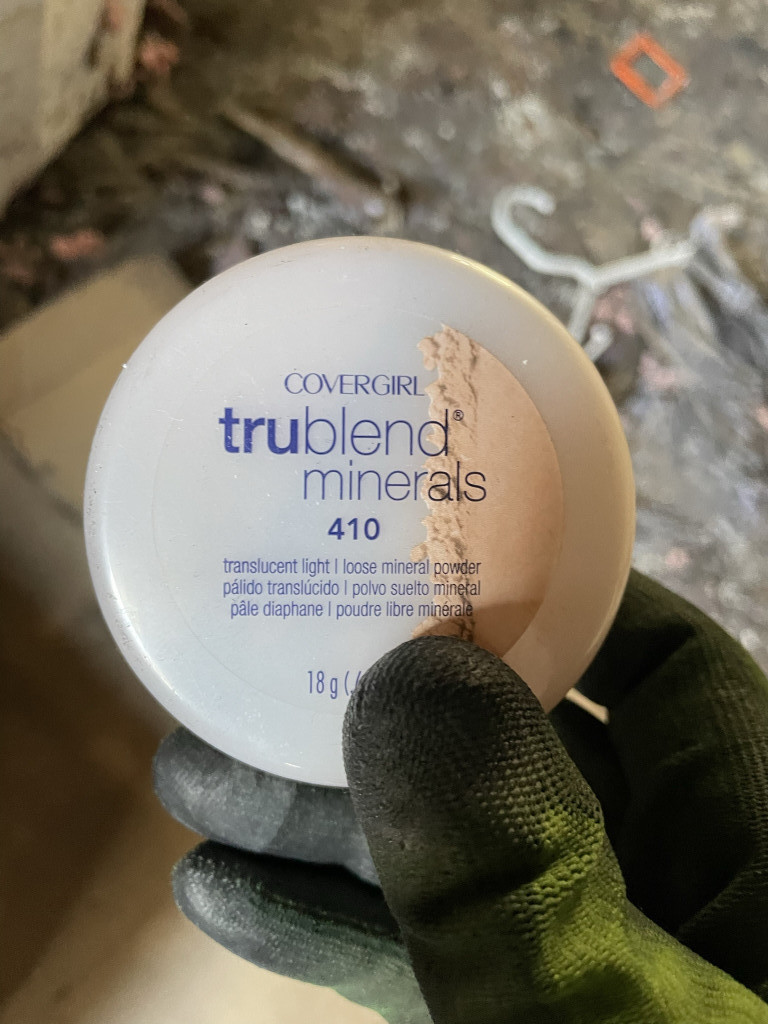 COVERGIRL
trublend®
minerals
410
translucent light | loose mineral powder
pálido translúcido | polvo suelto mineral
pâle diaphane | poudre libre minérale
18 g (